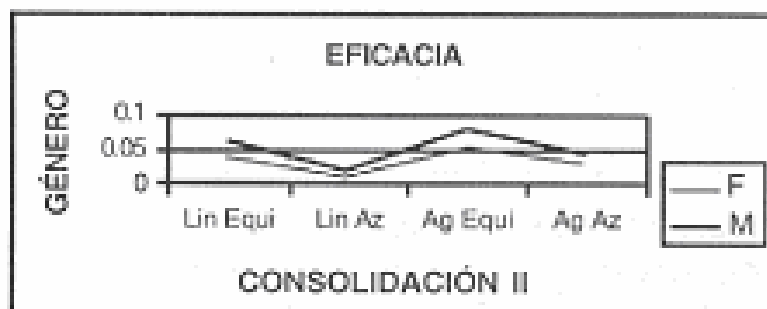 EFICACIA
GÉNERO
0.1
0.05
0
Lin Equi Lin Az Ag Equi Ag Az
F
M
CONSOLIDACIÓN II